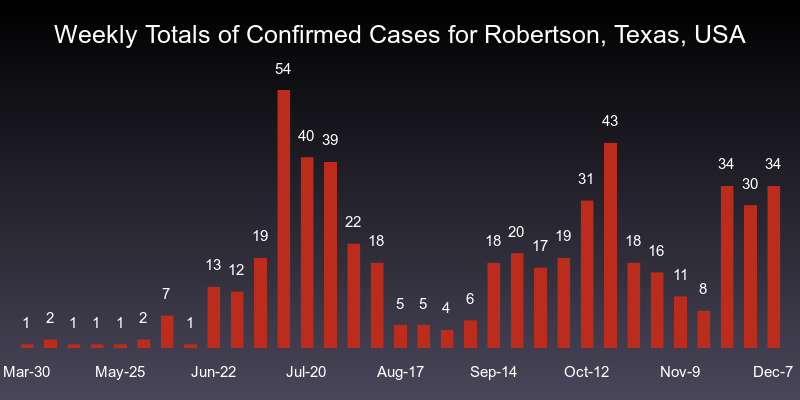 Weekly Totals of Confirmed Cases for Robertson, Texas, USA
1 2 1 1 1 2 7 1 13 12 19 54 40 39 22 18 5 5 4 6 18 20 17 19 31 43 18 16 11 8 34 30 34
Mar-30 May-25 Jun-22 Jul-20 Aug-17 Sep-14 Oct-12 Nov-9 Dec-7